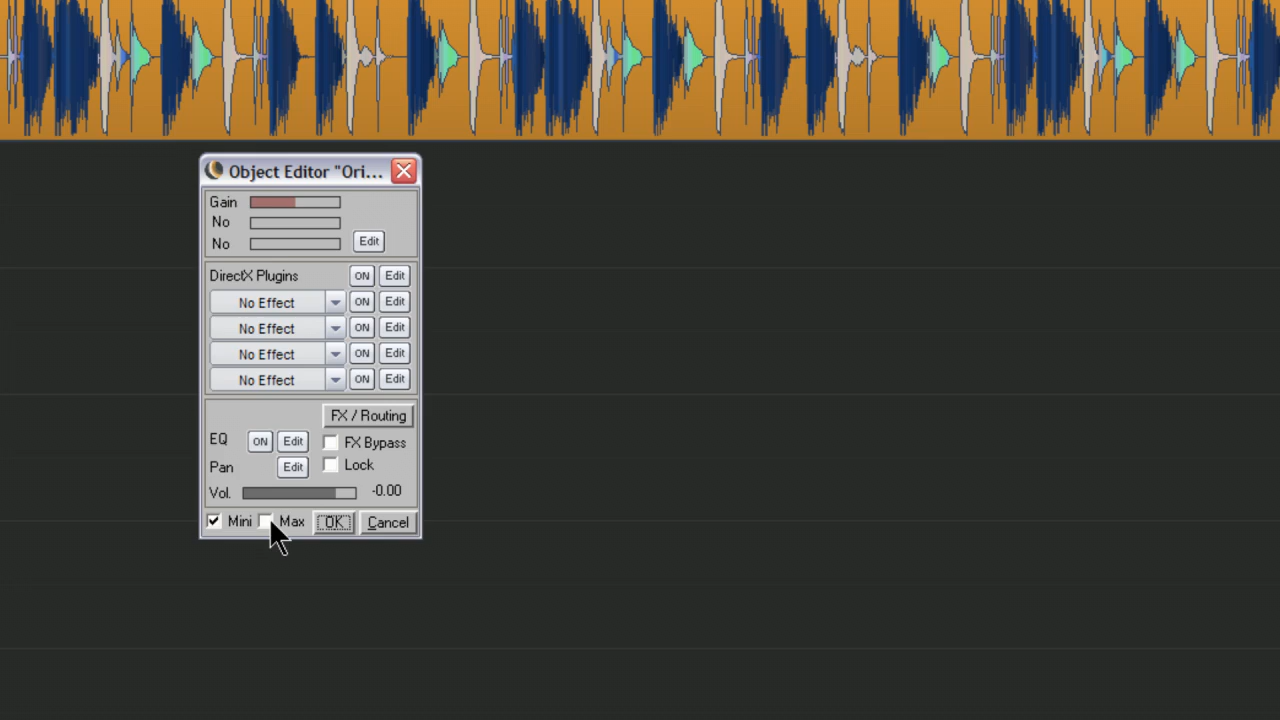 Object Editor "Ori...
Gain
No
No
Edit
DirectX Plugins ON Edit
No Effect ON Edit
No Effect ON Edit
No Effect ON Edit
No Effect ON Edit
FX / Routing
EQ ON Edit FX Bypass
Pan Edit Lock
Vol. -0.00
Mini Max OK Cancel